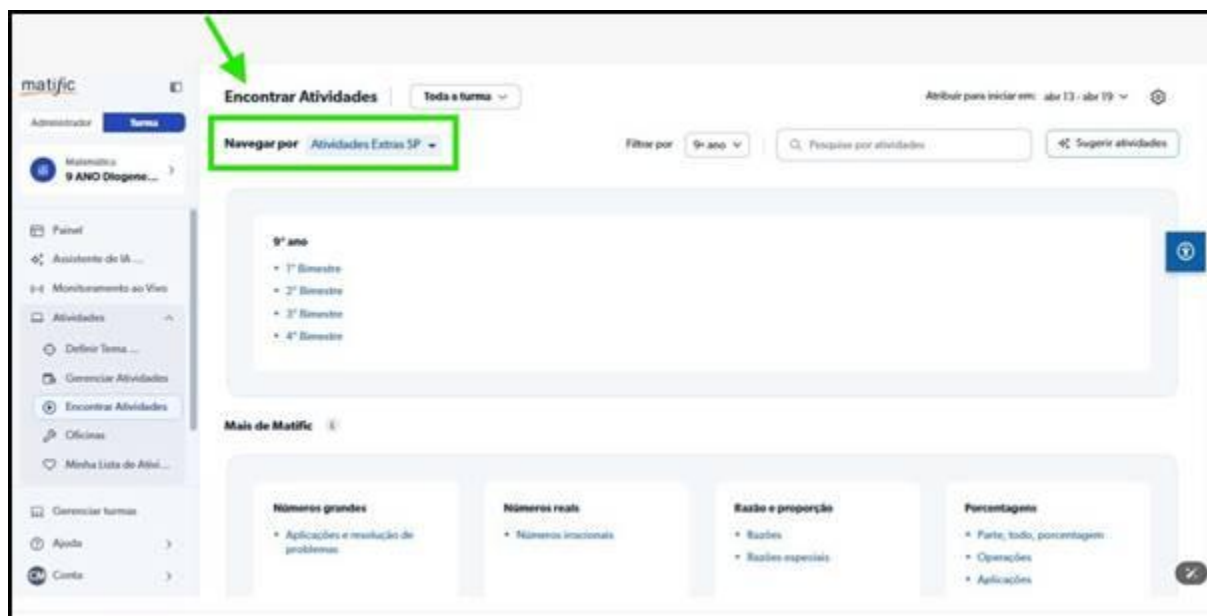 matific
Encontrar Atividades
Toda a turma
Atribuir para iniciar em: abr 13 - abr 19
Administrador
Turma
Navegar por Atividades Extras SP
Filtrar por
9º ano
Pesquise por atividades
Sugerir atividades
Matemática
9 ANO Diogene...
Painel
Assistente de IA ...
Monitoramento ao Vivo
Atividades
Definir Tema ...
Gerenciar Atividades
Encontrar Atividades
Oficinas
Minha Lista de Ativi...
Gerenciar turmas
Ajuda
CM
Conta
9º ano
1º Bimestre
2º Bimestre
3º Bimestre
4º Bimestre
Mais de Matific
Números grandes
Aplicações e resolução de
problemas
Números reais
Números irracionais
Razão e proporção
Razões
Razões especiais
Porcentagens
Parte, todo, porcentagem
Operações
Aplicações